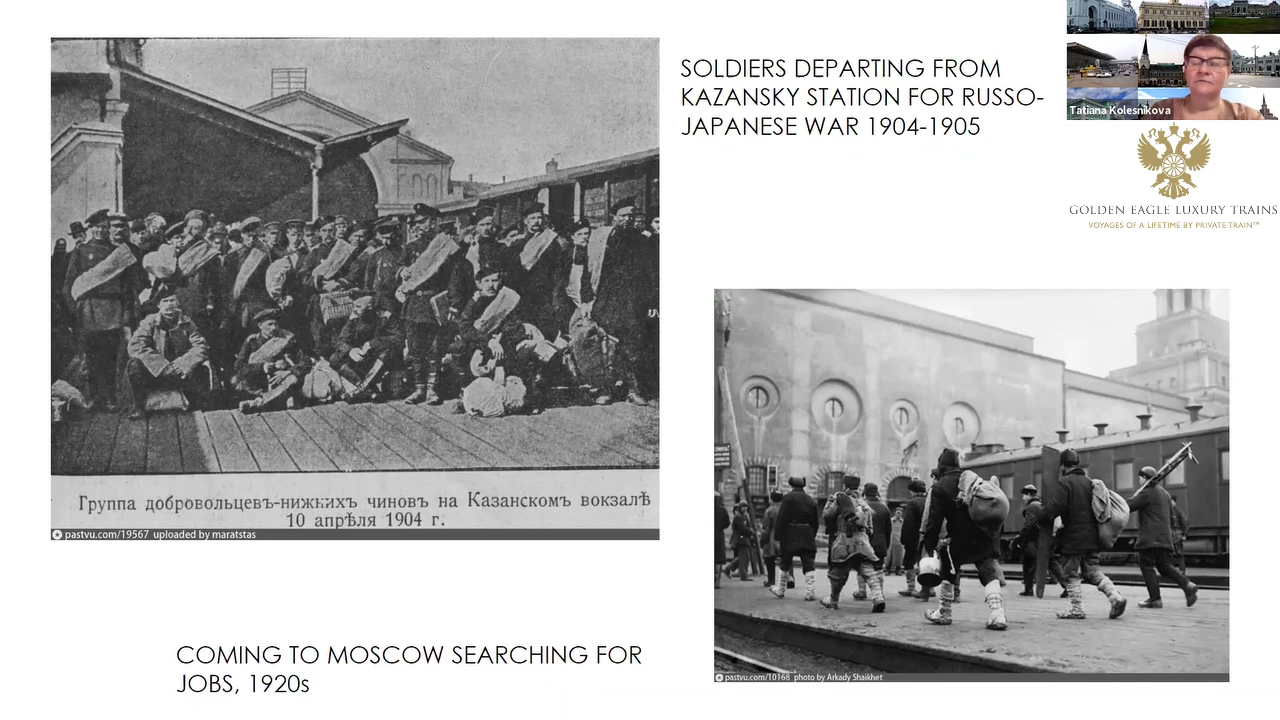 SOLDIERS DEPARTING FROM
KAZANSKY STATION FOR RUSSO-
JAPANESE WAR 1904-1905
Tatiana Kolesnikova
GOLDEN EAGLE LUXURY TRAINS
VOYAGES OF A LIFETIME BY PRIVATE TRAIN™
Группа добровольцевъ-нижнихъ чиновъ на Казанскомъ вокзалѣ
10 апрѣля 1904 г.
pastvu.com/19567 uploaded by maratstas
COMING TO MOSCOW SEARCHING FOR
JOBS, 1920s
pastvu.com/10168 photo by Arkady Shaikhet